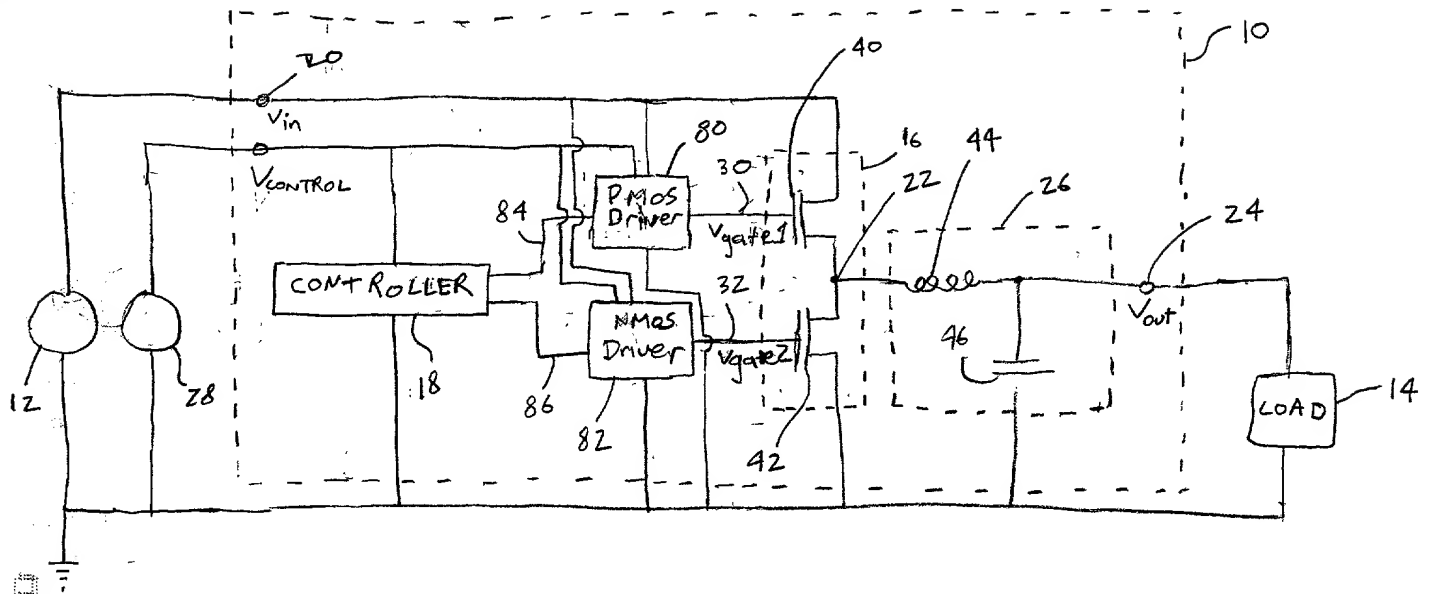 10
20
40
Vin
80
16
44
VCONTROL
30
22
26
PMOS
Driver
84
24
Vgate1
CONTROLLER
32
NMOS
Driver
Vgate2
46
Vout
12
28
18
86
82
42
LOAD
14